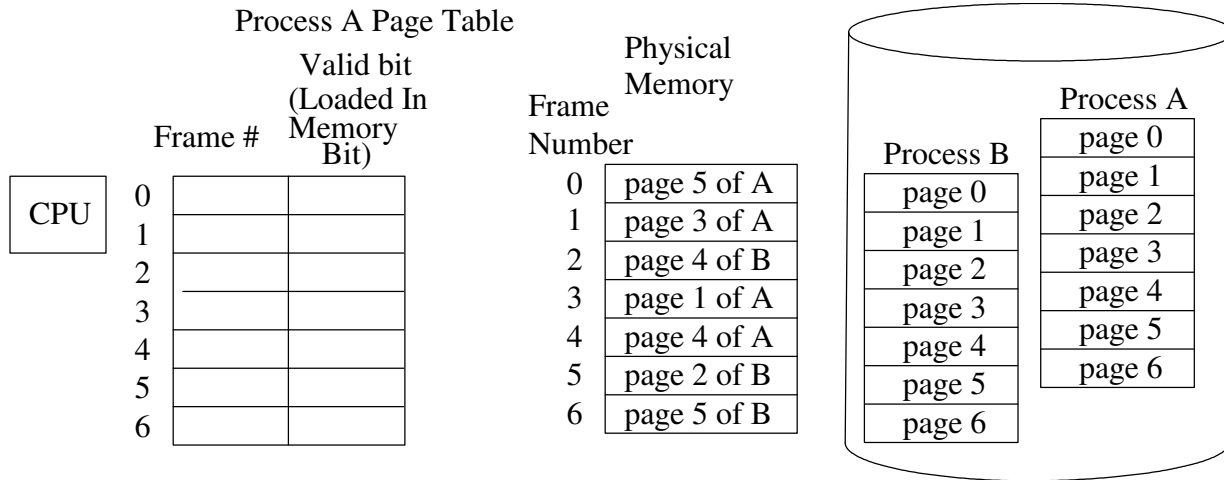 Process A Page Table
Valid bit
(Loaded In
Memory
Bit)
Frame #
CPU
0
1
2
3
4
5
6
Physical
Memory
Frame
Number
0 page 5 of A
1 page 3 of A
2 page 4 of B
3 page 1 of A
4 page 4 of A
5 page 2 of B
6 page 5 of B
Process B
page 0
page 1
page 2
page 3
page 4
page 5
page 6
Process A
page 0
page 1
page 2
page 3
page 4
page 5
page 6